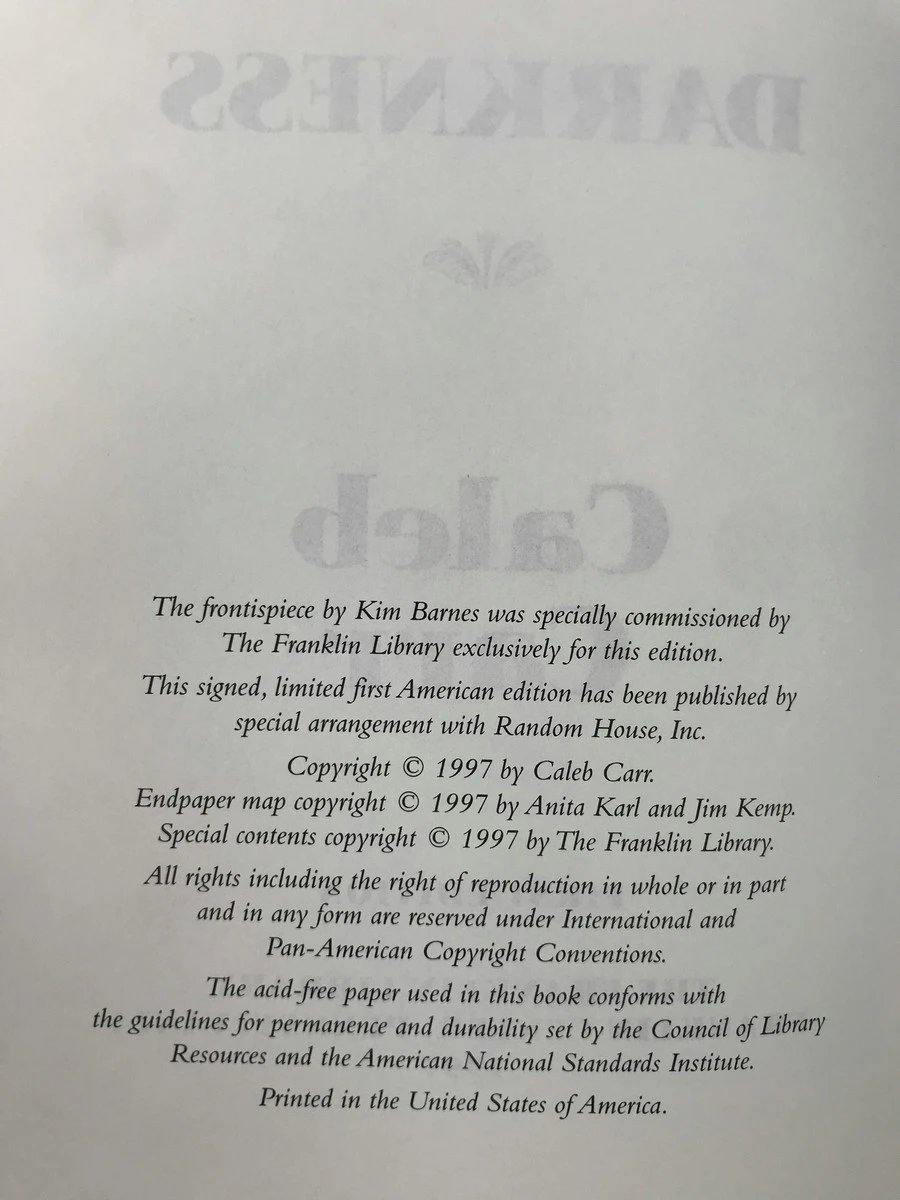 DARKNESS
Caleb
The frontispiece by Kim Barnes was specially commissioned by
The Franklin Library exclusively for this edition.
This signed, limited first American edition has been published by
special arrangement with Random House, Inc.
Copyright © 1997 by Caleb Carr.
Endpaper map copyright © 1997 by Anita Karl and Jim Kemp.
Special contents copyright © 1997 by The Franklin Library.
All rights including the right of reproduction in whole or in part
and in any form are reserved under International and
Pan-American Copyright Conventions.
The acid-free paper used in this book conforms with
the guidelines for permanence and durability set by the Council of Library
Resources and the American National Standards Institute.
Printed in the United States of America.